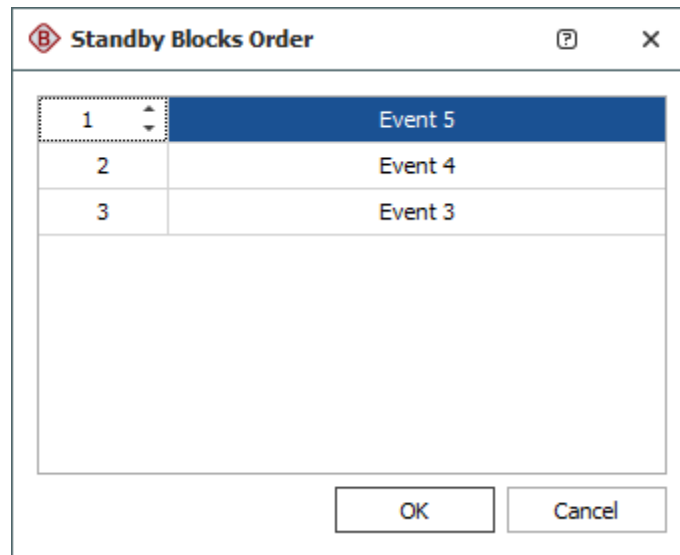 B Standby Blocks Order ?
1 Event 5
2 Event 4
3 Event 3
OK Cancel